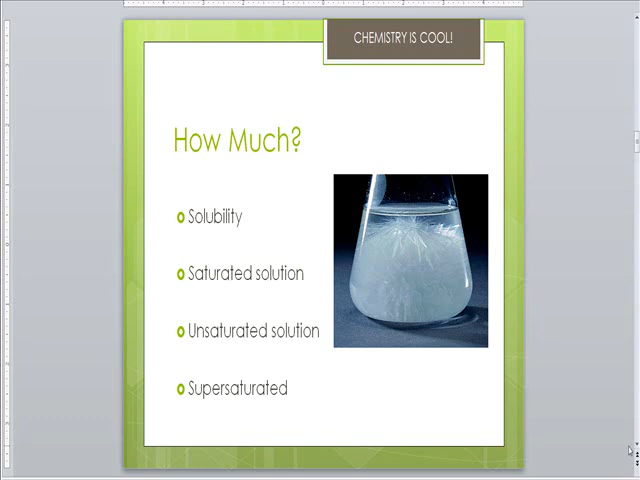 CHEMISTRY IS COOL!
How Much?
Solubility
Saturated solution
Unsaturated solution
Supersaturated